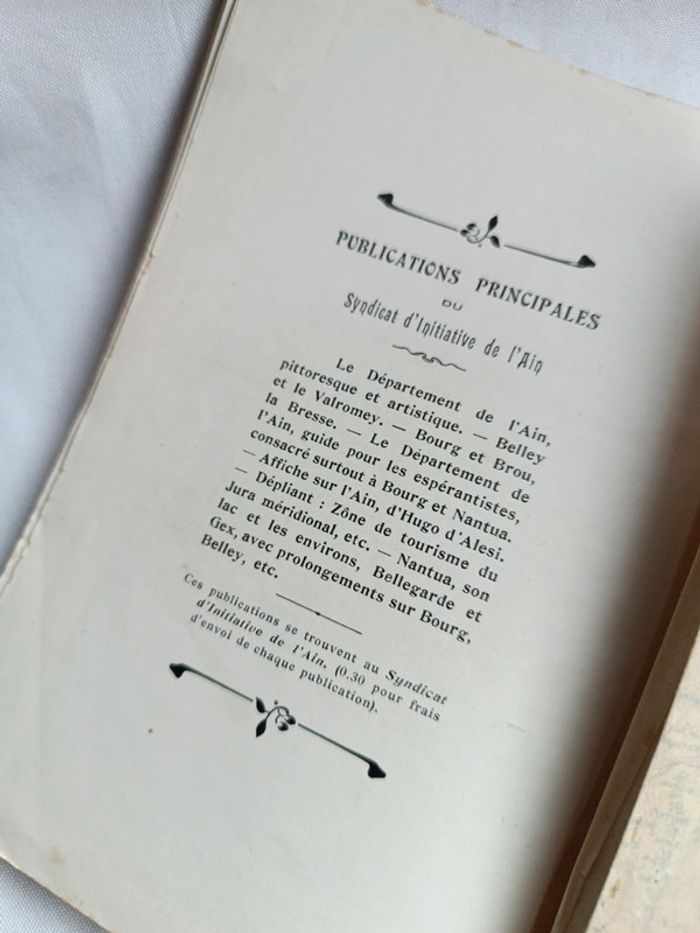 PUBLICATIONS PRINCIPALES
DU
Syndicat d'Initiative de l'Ain
Le Département de l'Ain,
pittoresque et artistique. — Belley
et le Valromey. — Bourg et Brou,
la Bresse. — Le Département de
l'Ain, guide pour les espérantistes,
consacré surtout à Bourg et Nantua.
— Affiche sur l'Ain, d'Hugo d'Alesi.
— Dépliant : Zône de tourisme du
Jura méridional, etc. — Nantua, son
lac et les environs, Bellegarde et
Gex, avec prolongements sur Bourg,
Belley, etc.
Ces publications se trouvent au Syndicat
d'Initiative de l'Ain. (0.30 pour frais
d'envoi de chaque publication).